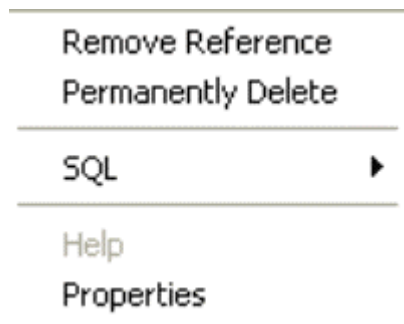 Remove Reference
Permanently Delete
SQL
Help
Properties